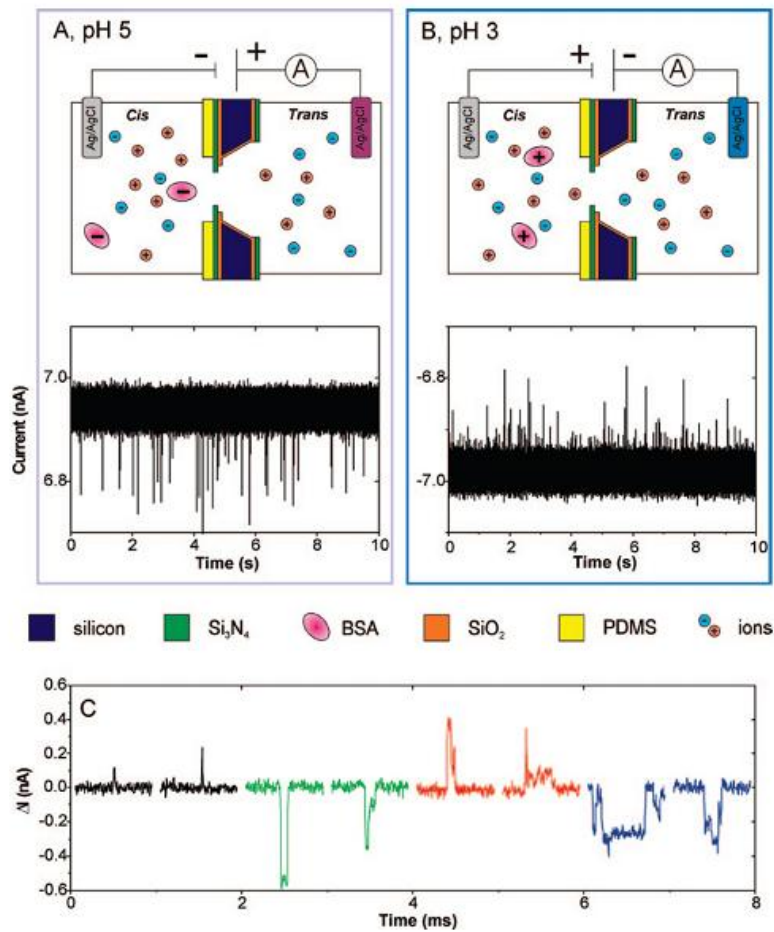 A, pH 5
B, pH 3
- +
+ -
A
A
Ag/AgCl
Cis
Trans
Ag/AgCl
Ag/AgCl
Cis
Trans
Ag/AgCl
Current (nA)
7.0
6.8
0 2 4 6 8 10
Time (s)
-6.8
-7.0
0 2 4 6 8 10
Time (s)
silicon
Si₃N₄
BSA
SiO₂
PDMS
ions
C
ΔI (nA)
0.6
0.4
0.2
0.0
-0.2
-0.4
-0.6
0 2 4 6 8
Time (ms)